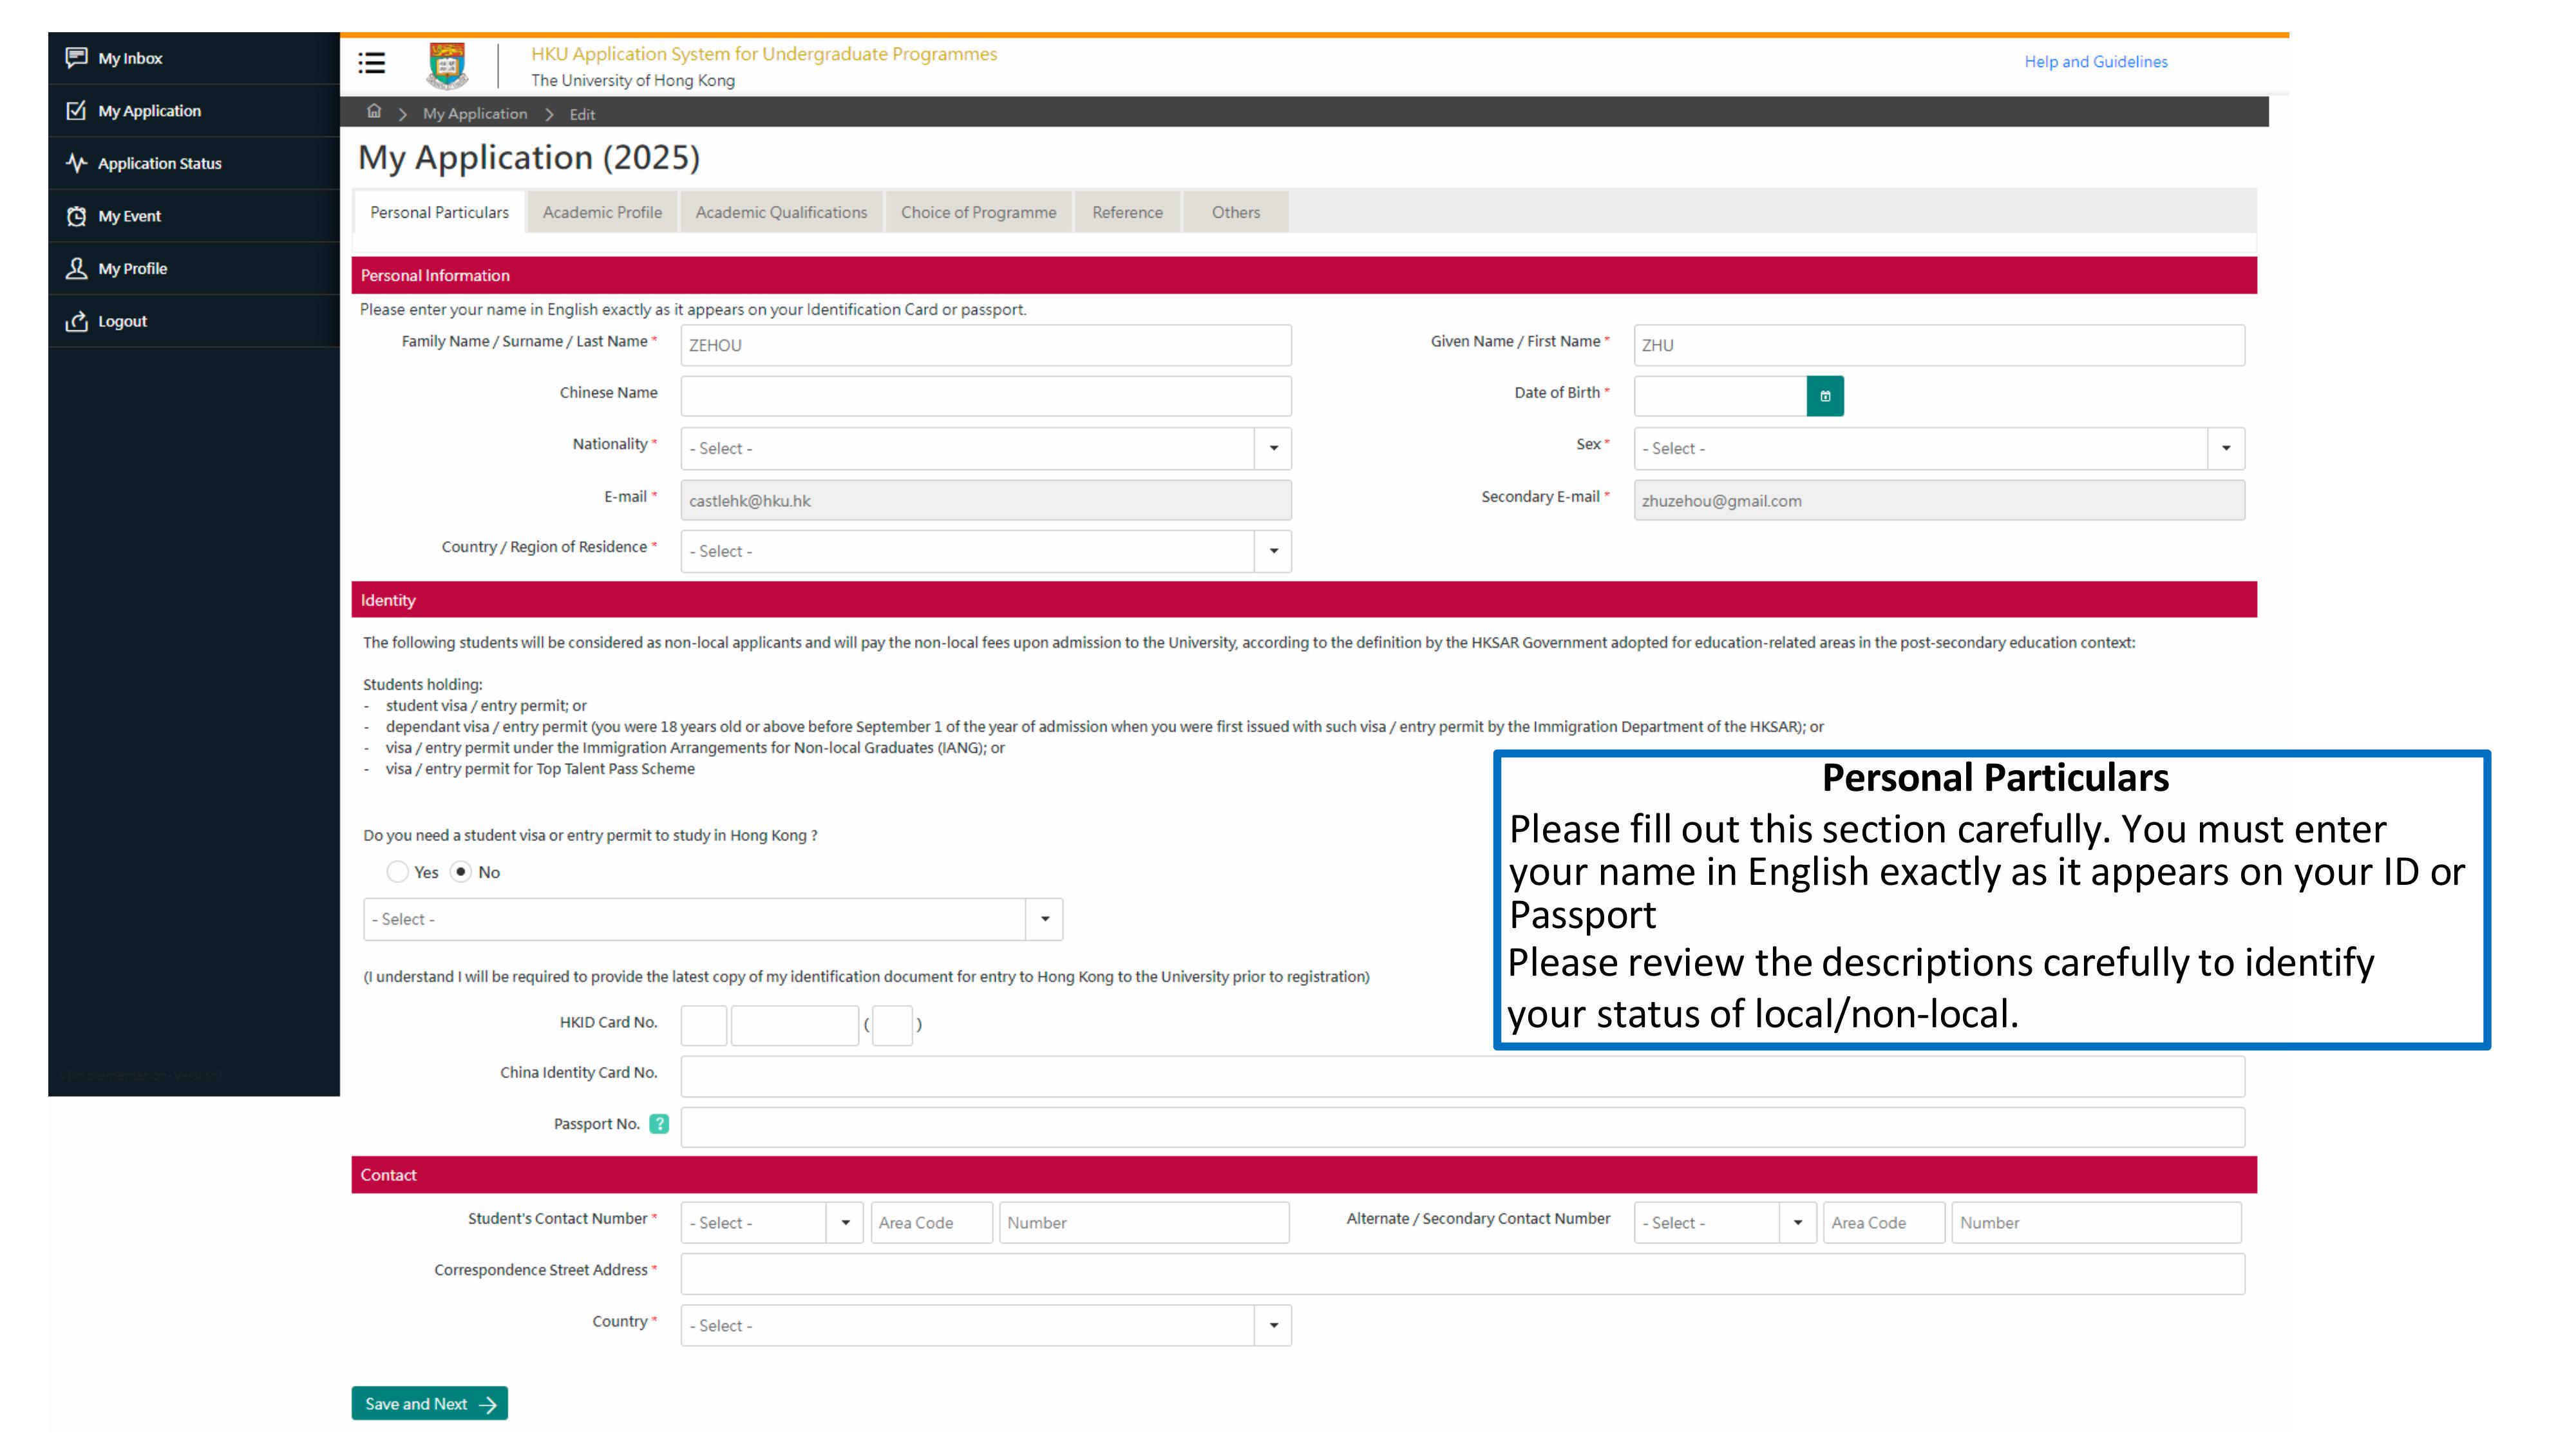 My Inbox
My Application
Application Status
My Event
My Profile
Logout
HKU Application System for Undergraduate Programmes
The University of Hong Kong
Help and Guidelines
> My Application > Edit
My Application (2025)
Personal Particulars Academic Profile Academic Qualifications Choice of Programme Reference Others
Personal Information
Please enter your name in English exactly as it appears on your Identification Card or passport.
Family Name / Surname / Last Name * ZEHOU Given Name / First Name * ZHU
Chinese Name Date of Birth *
Nationality * - Select - Sex * - Select -
E-mail * castlehk@hku.hk Secondary E-mail * zhuzehou@gmail.com
Country / Region of Residence * - Select -
Identity
The following students will be considered as non-local applicants and will pay the non-local fees upon admission to the University, according to the definition by the HKSAR Government adopted for education-related areas in the post-secondary education context:
Students holding:
- student visa / entry permit; or
- dependant visa / entry permit (you were 18 years old or above before September 1 of the year of admission when you were first issued with such visa / entry permit by the Immigration Department of the HKSAR); or
- visa / entry permit under the Immigration Arrangements for Non-local Graduates (IANG); or
- visa / entry permit for Top Talent Pass Scheme
Do you need a student visa or entry permit to study in Hong Kong ?
Yes No
- Select -
(I understand I will be required to provide the latest copy of my identification document for entry to Hong Kong to the University prior to registration)
HKID Card No. ( )
China Identity Card No.
Passport No. ?
Personal Particulars
Please fill out this section carefully. You must enter
your name in English exactly as it appears on your ID or
Passport
Please review the descriptions carefully to identify
your status of local/non-local.
v[implementation-Version]
Contact
Student's Contact Number * - Select - Area Code Number Alternate / Secondary Contact Number - Select - Area Code Number
Correspondence Street Address *
Country * - Select -
Save and Next →